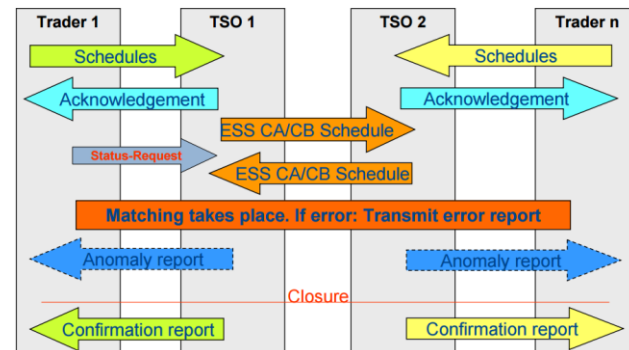 Trader 1
TSO 1
TSO 2
Trader n
Schedules
Schedules
Acknowledgement
Acknowledgement
ESS CA/CB Schedule
Status-Request
ESS CA/CB Schedule
Matching takes place. If error: Transmit error report
Anomaly report
Anomaly report
Closure
Confirmation report
Confirmation report